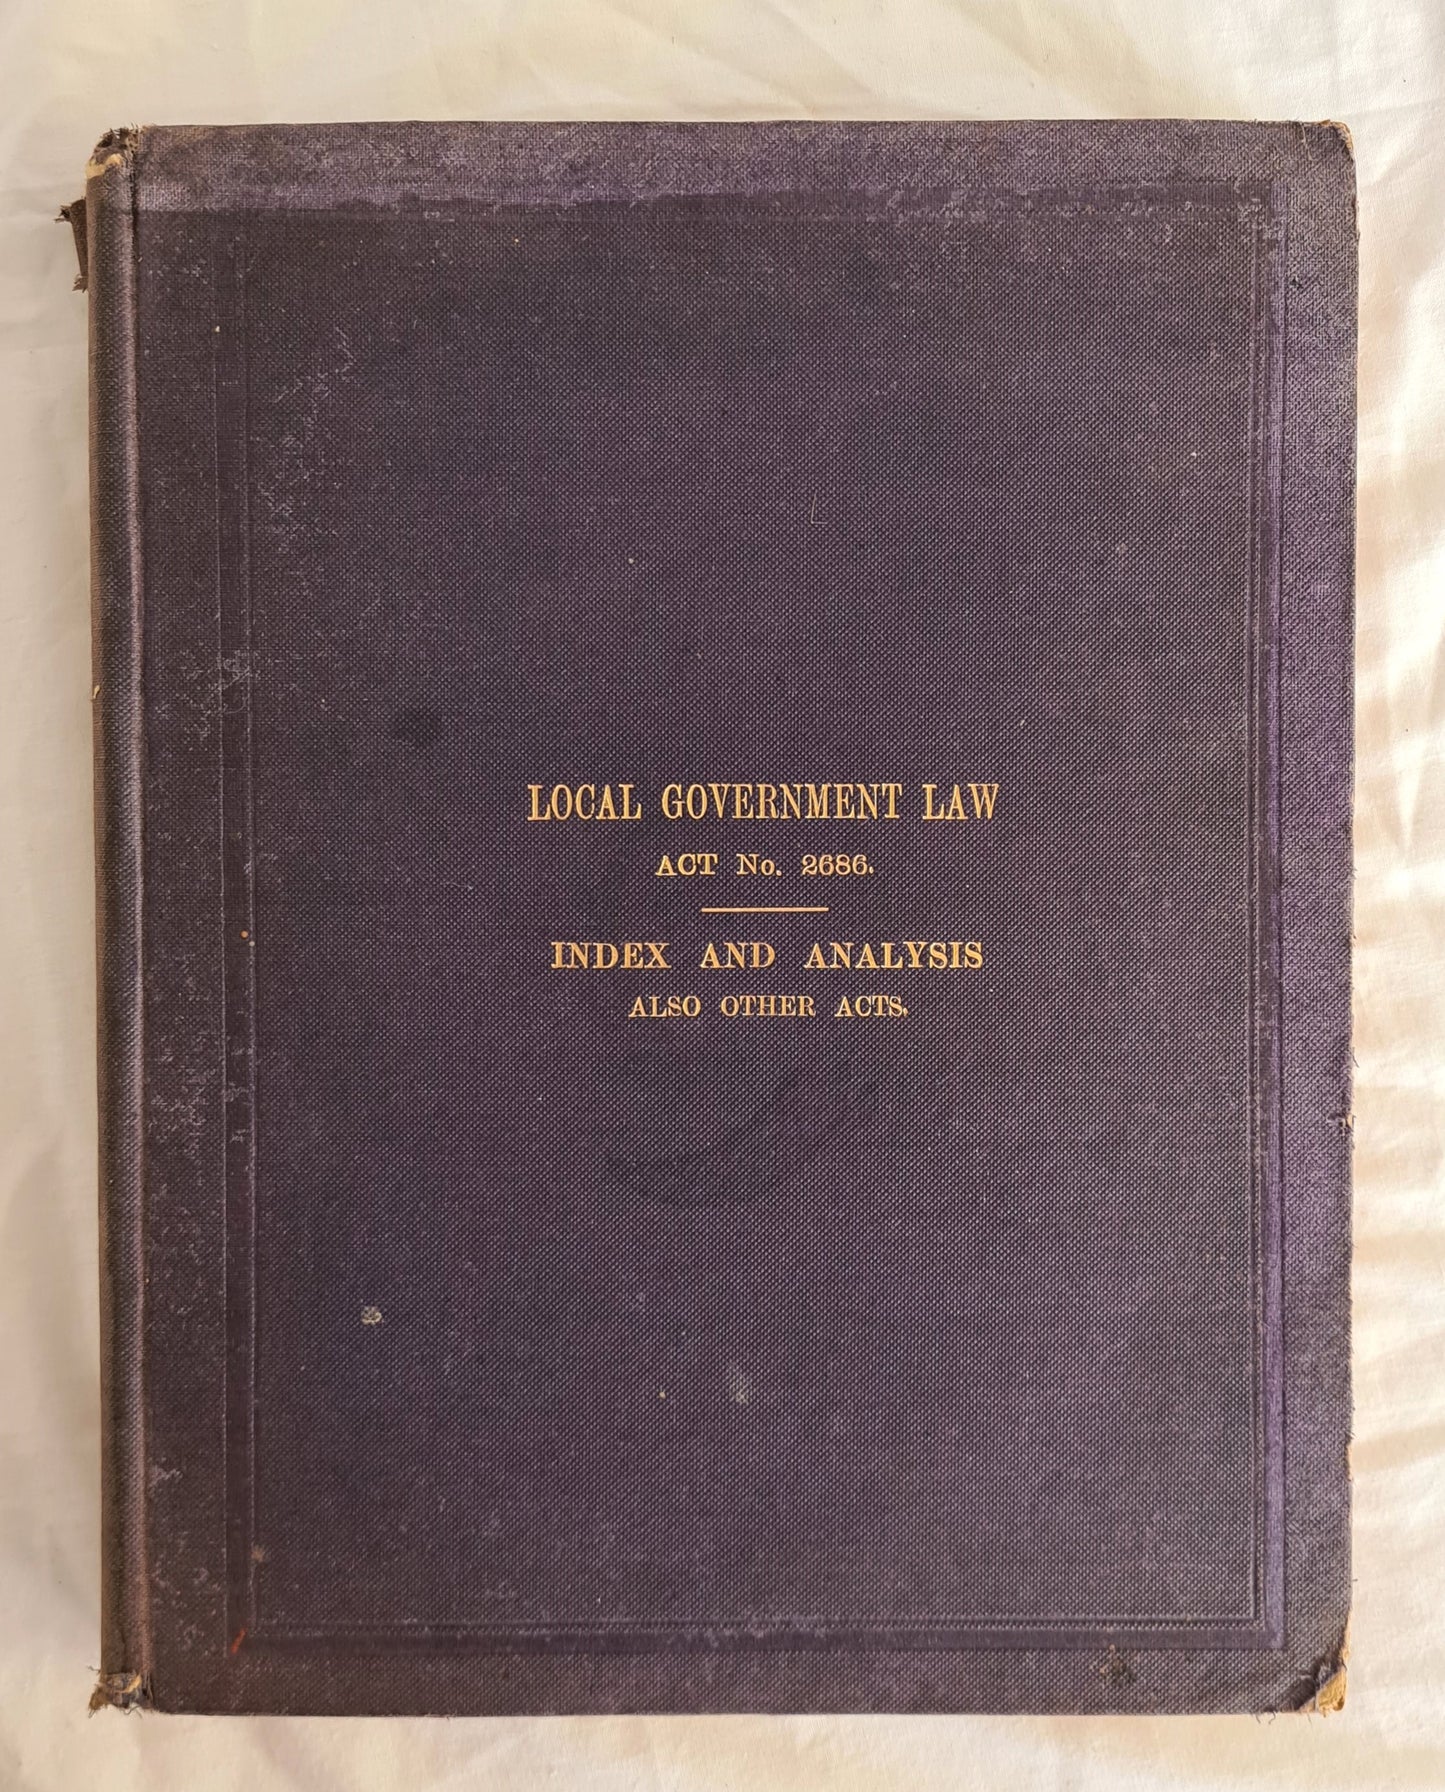 LOCAL GOVERNMENT LAW
ACT No. 2686.
INDEX AND ANALYSIS
ALSO OTHER ACTS.